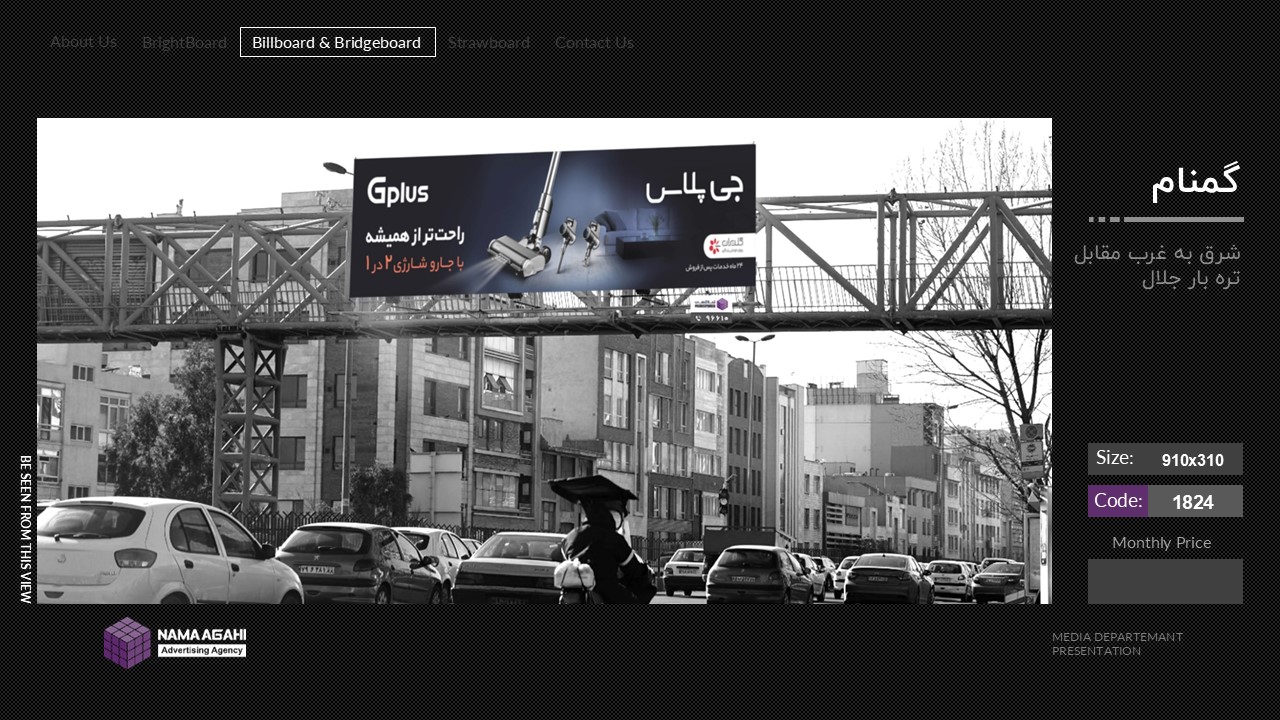 About Us
BrightBoard
Billboard & Bridgeboard
Strawboard
Contact Us
Gplus
جی پلاس
راحت‌تر از همیشه
با جارو شارژی ۲ در ۱
گلدیران
۲۴ ماه خدمات پس از فروش
۹۶۶۱۰
گمنام
شرق به غرب مقابل
تره بار جلال
Size:
910x310
Code:
1824
Monthly Price
BE SEEN FROM THIS VIEW
NAMA AGAHI
Advertising Agency
MEDIA DEPARTEMANT
PRESENTATION